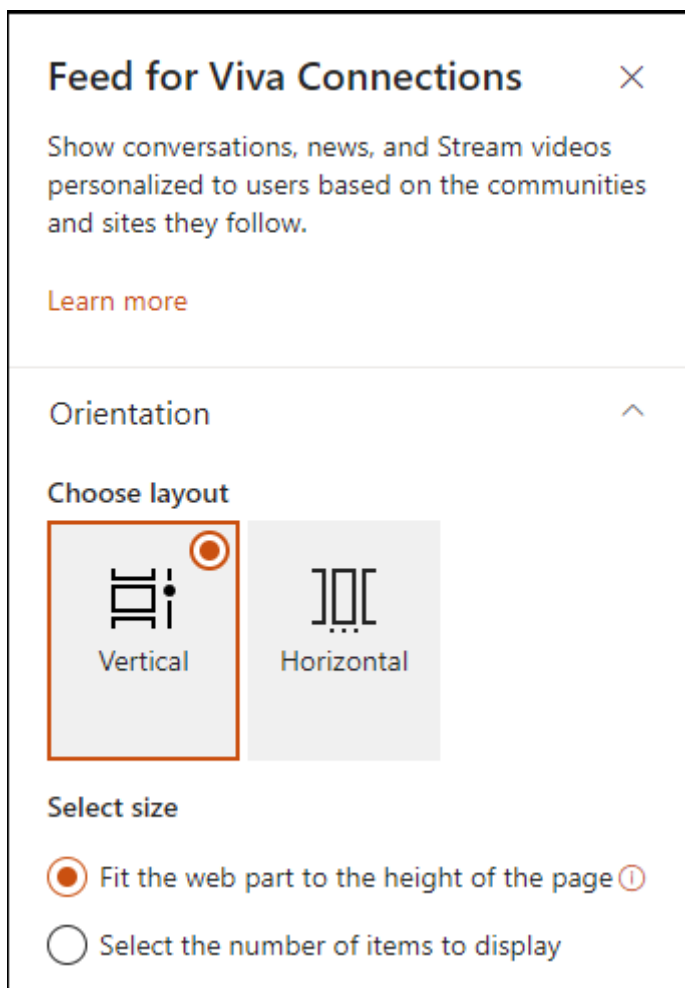 Feed for Viva Connections
Show conversations, news, and Stream videos
personalized to users based on the communities
and sites they follow.
Learn more
Orientation
Choose layout
Vertical
Horizontal
Select size
Fit the web part to the height of the page
Select the number of items to display